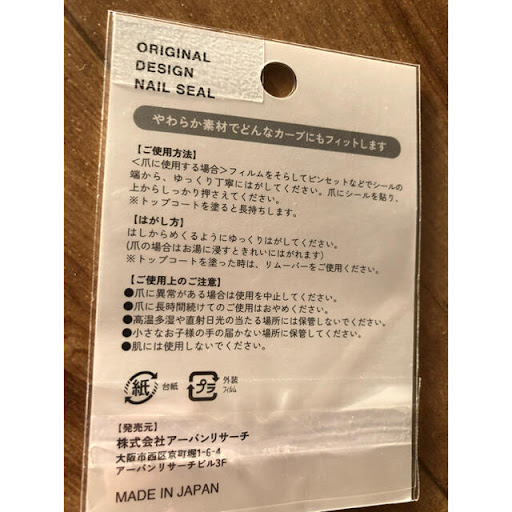 ORIGINAL
DESIGN
NAIL SEAL
やわらか素材でどんなカーブにもフィットします
【ご使用方法】
＜爪に使用する場合＞フィルムをそらしてピンセットなどでシールの
端から、ゆっくり丁寧にはがしてください。爪にシールを貼り、
上からしっかり押さえてください。
※トップコートを塗ると長持ちします。
【はがし方】
はしからめくるようにゆっくりはがしてください。
(爪の場合はお湯に浸すときれいにはがれます)
※トップコートを塗った時は、リムーバーをご使用ください。
【ご使用上のご注意】
●爪に異常がある場合は使用を中止してください。
●爪に長時間続けてのご使用はおやめください。
●高温多湿や直射日光の当たる場所には保管しないでください。
●小さなお子様の手の届かない場所に保管してください。
●肌には使用しないでください。
紙 台紙 プラ 外装
フィルム
【発売元】
株式会社アーバンリサーチ
大阪市西区京町堀1-6-4
アーバンリサーチビル3F
MADE IN JAPAN